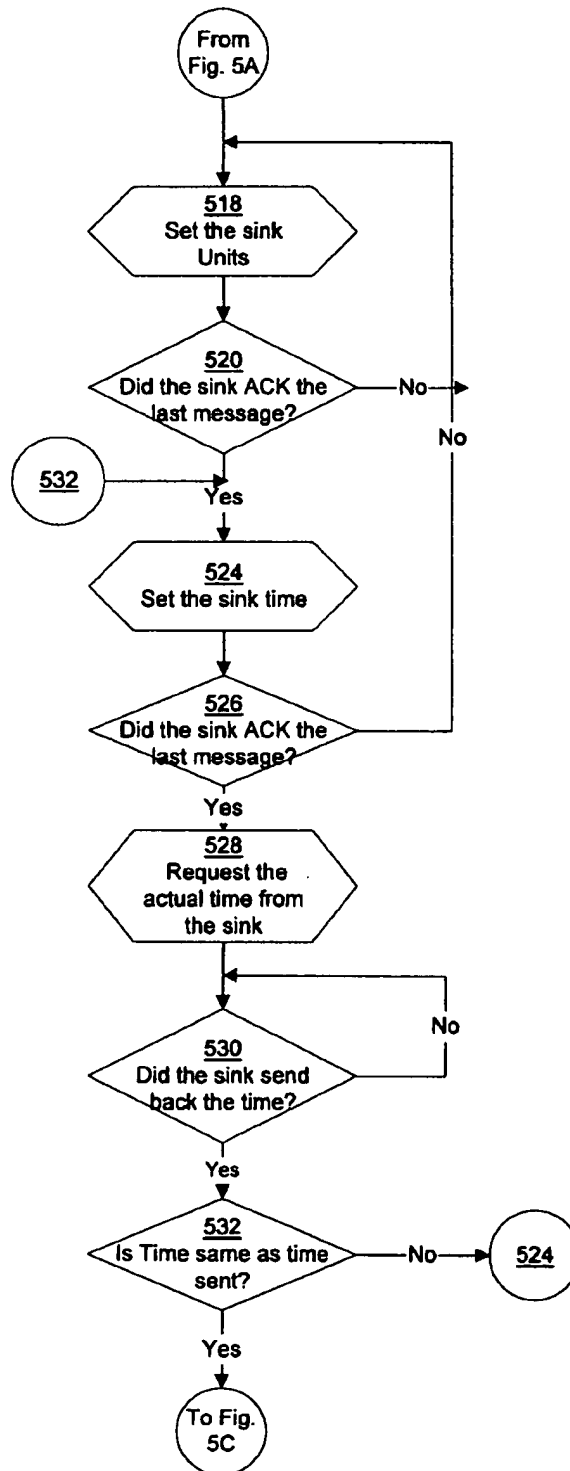 From
Fig. 5A
518
Set the sink
Units
520
Did the sink ACK the
last message?
No
No
532
Yes
524
Set the sink time
526
Did the sink ACK the
last message?
Yes
528
Request the
actual time from
the sink
No
530
Did the sink send
back the time?
Yes
532
Is Time same as time
sent?
No
524
Yes
To Fig.
5C